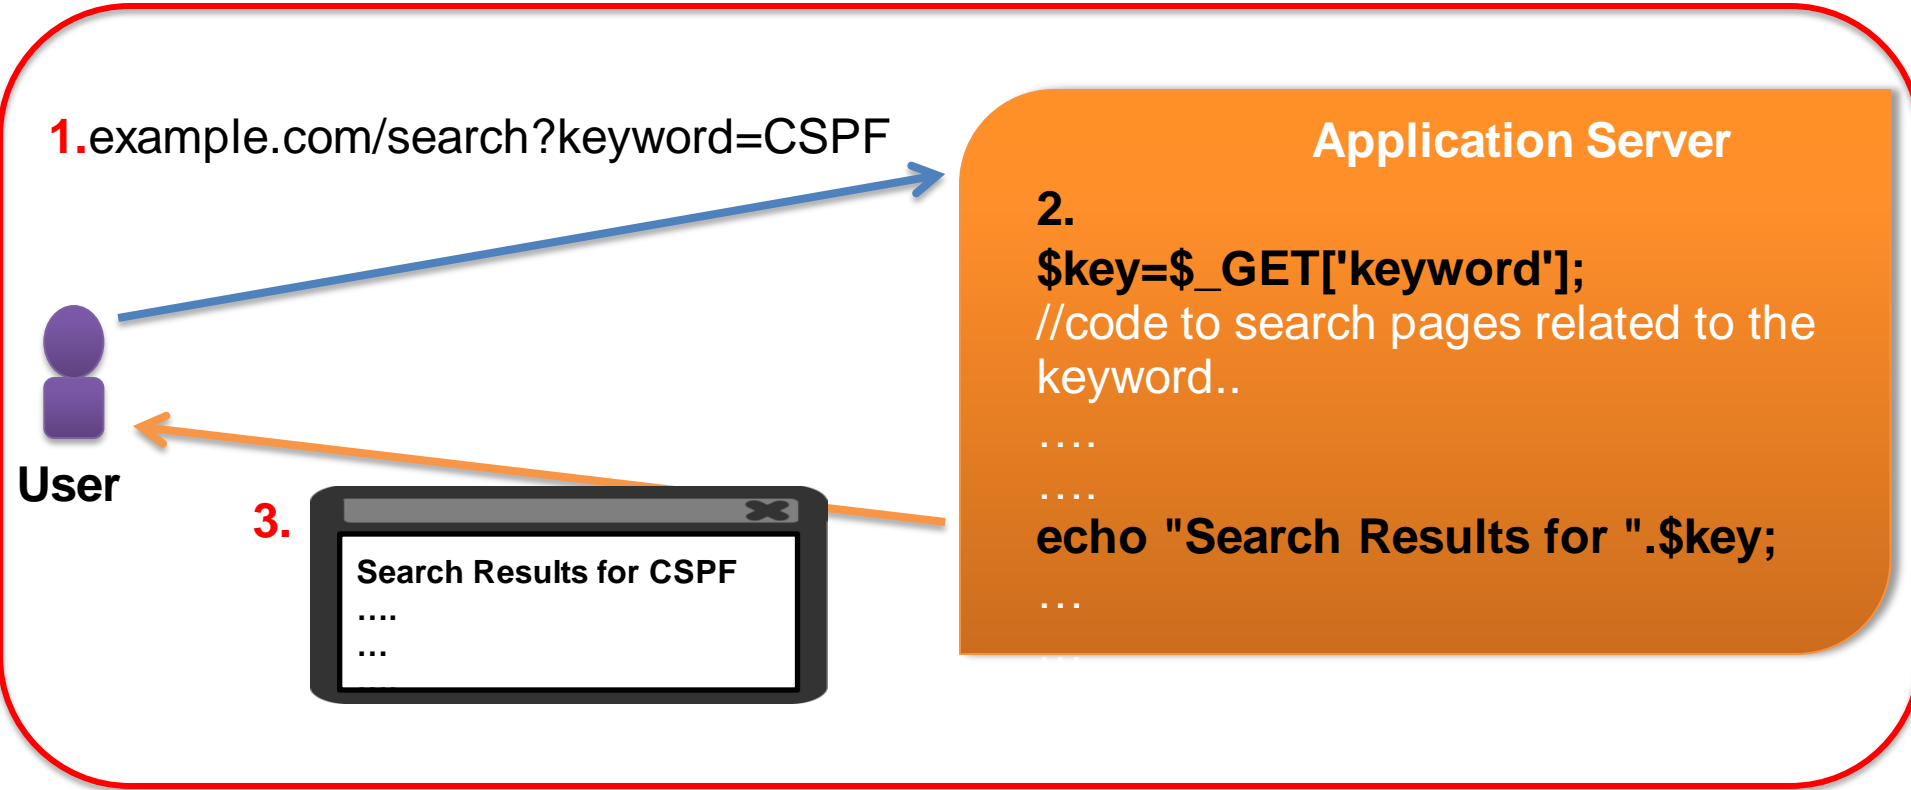 1.example.com/search?keyword=CSPF
Application Server
2.
$key=$_GET['keyword'];
//code to search pages related to the
keyword..
....
....
echo "Search Results for ".$key;
...
...
User
3.
Search Results for CSPF
....
...
....